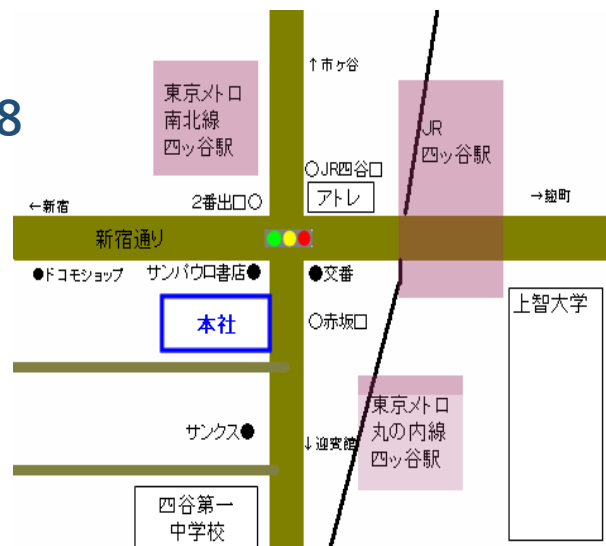 ↑市ヶ谷
8
東京メトロ
南北線
四ッ谷駅
JR
四ッ谷駅
○JR四谷口
アトレ
←新宿
2番出口○
→麹町
新宿通り
●ドコモショップ
サンパウロ書店●
●交番
本社
○赤坂口
上智大学
東京メトロ
丸の内線
四ッ谷駅
サンクス●
↓迎賓館
四谷第一
中学校